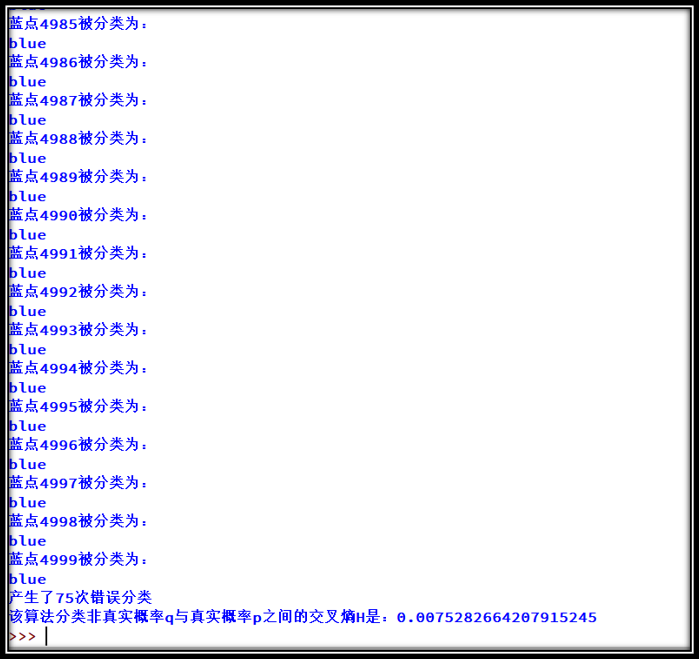 蓝点4985被分类为：
blue
蓝点4986被分类为：
blue
蓝点4987被分类为：
blue
蓝点4988被分类为：
blue
蓝点4989被分类为：
blue
蓝点4990被分类为：
blue
蓝点4991被分类为：
blue
蓝点4992被分类为：
blue
蓝点4993被分类为：
blue
蓝点4994被分类为：
blue
蓝点4995被分类为：
blue
蓝点4996被分类为：
blue
蓝点4997被分类为：
blue
蓝点4998被分类为：
blue
蓝点4999被分类为：
blue
产生了75次错误分类
该算法分类非真实概率q与真实概率p之间的交叉熵H是：0.0075282664207915245
>>>